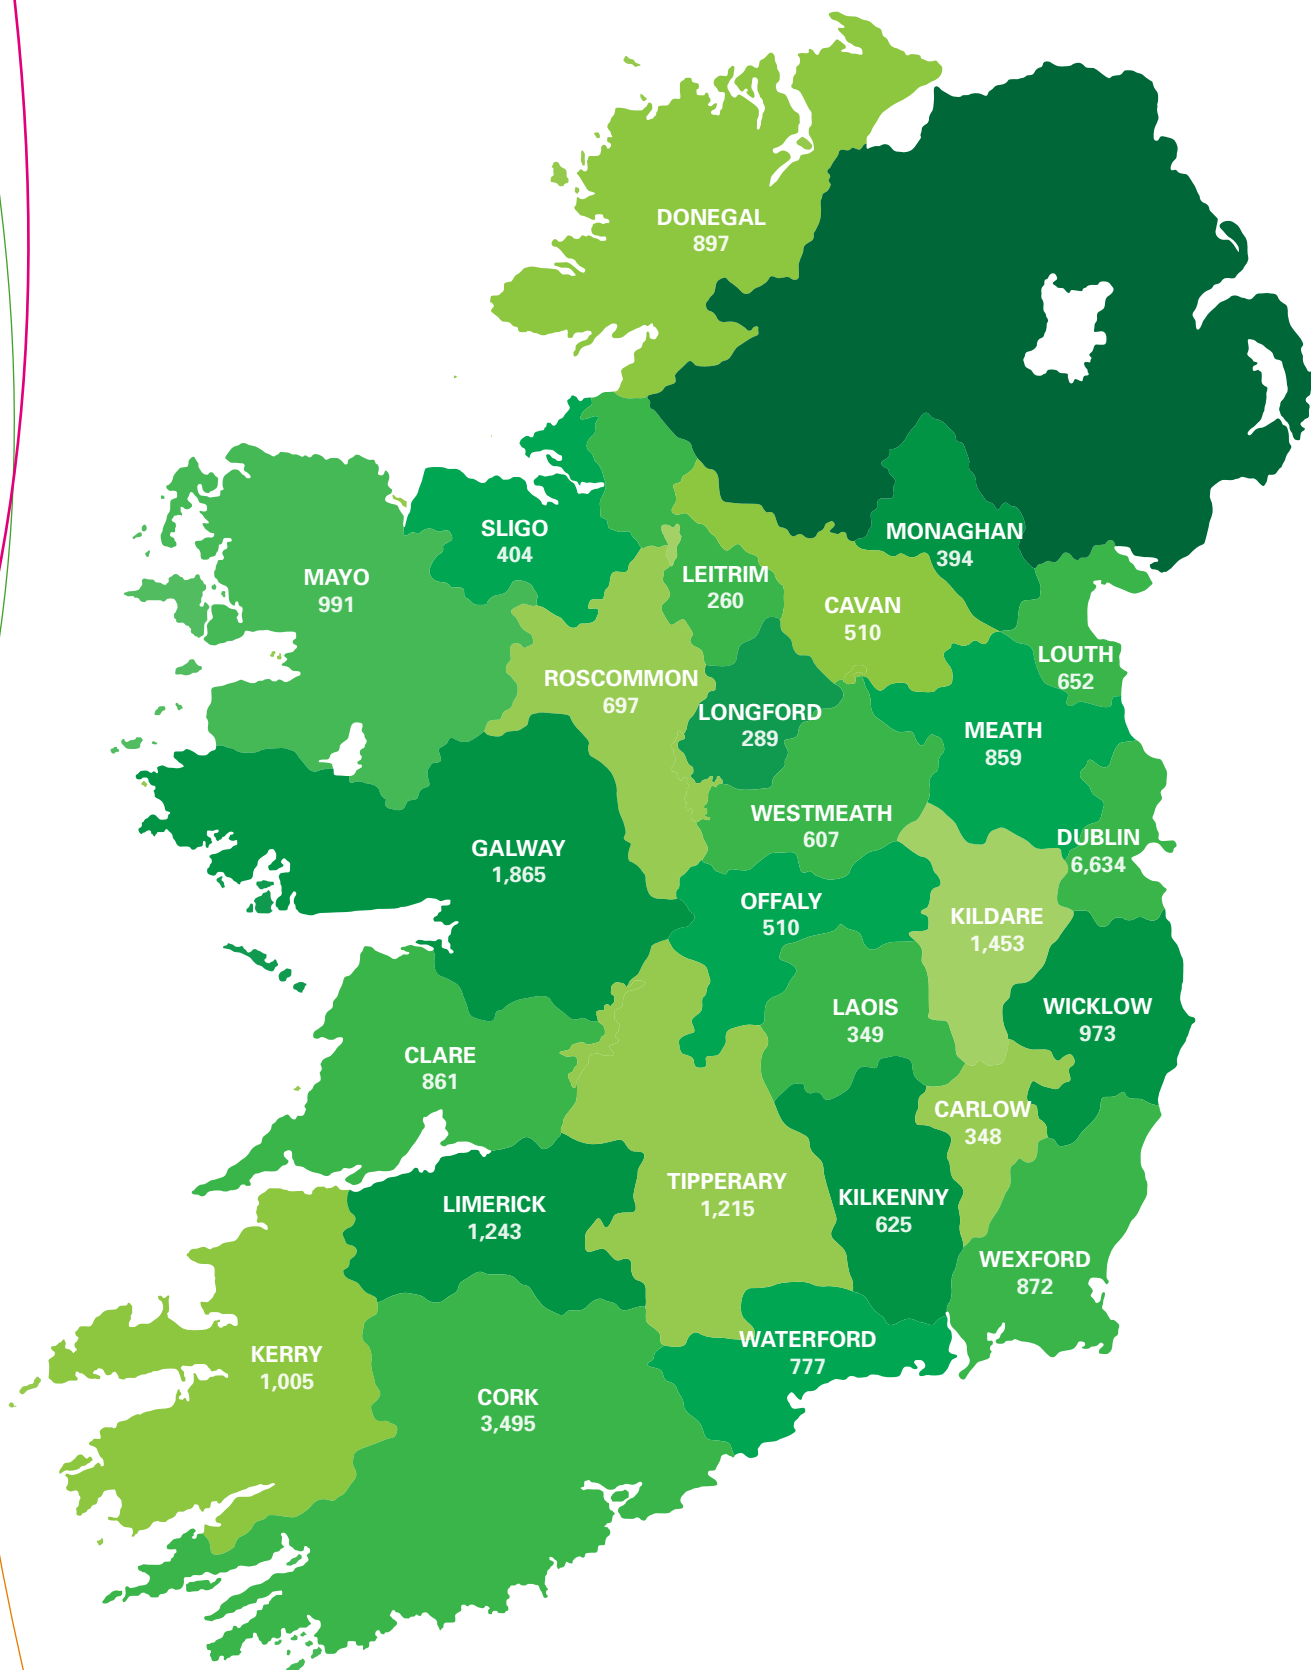 DONEGAL
897
MONAGHAN
394
SLIGO
404
LEITRIM
260
MAYO
991
CAVAN
510
LOUTH
652
ROSCOMMON
697
LONGFORD
289
MEATH
859
WESTMEATH
607
DUBLIN
6,634
GALWAY
1,865
OFFALY
510
KILDARE
1,453
LAOIS
349
WICKLOW
973
CLARE
861
CARLOW
348
TIPPERARY
1,215
KILKENNY
625
LIMERICK
1,243
WEXFORD
872
WATERFORD
777
KERRY
1,005
CORK
3,495